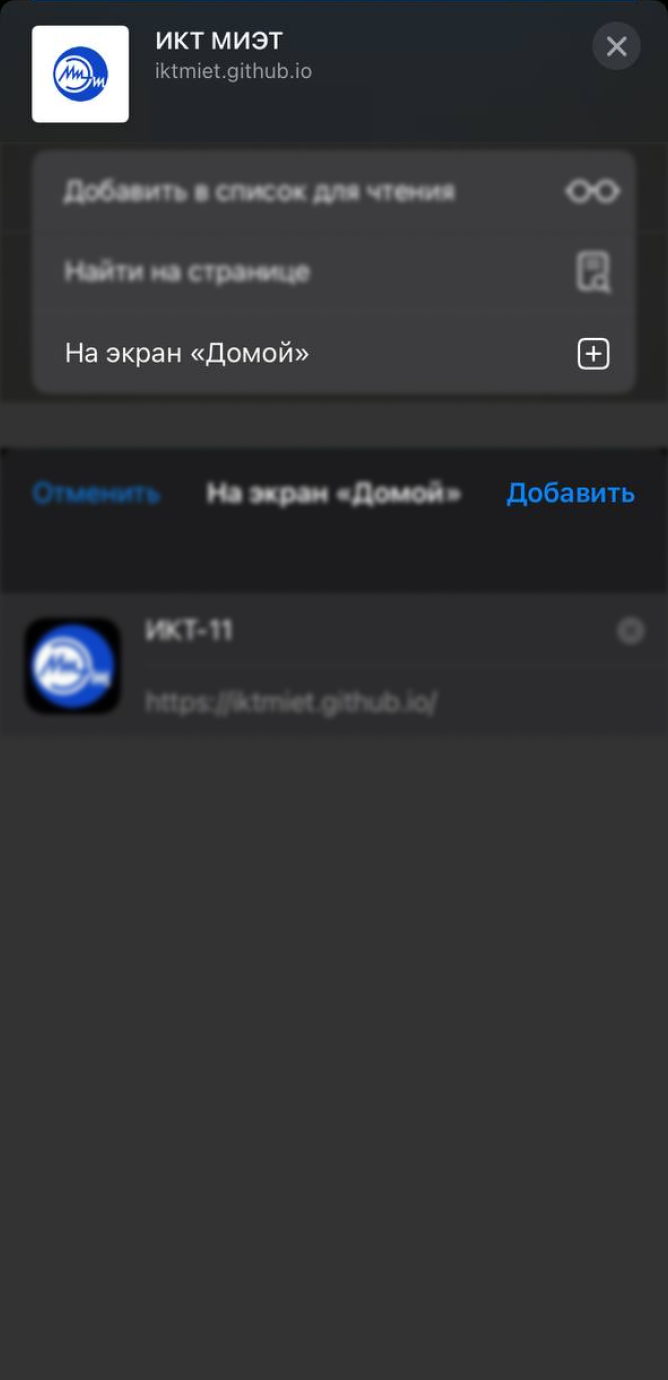 ИКТ МИЭТ
iktmiet.github.io
Добавить в список для чтения
Найти на странице
На экран «Домой»
Отменить На экран «Домой» Добавить
ИКТ-11
https://iktmiet.github.io/